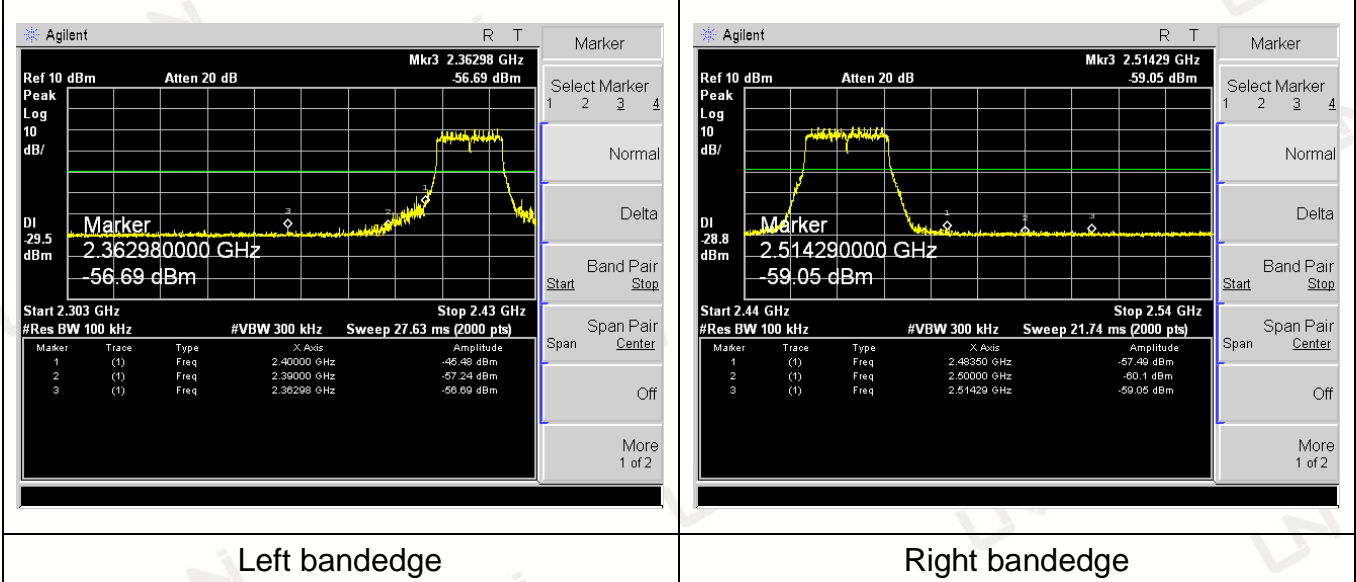 Agilent R T
Mkr3 2.36298 GHz
Ref 10 dBm Atten 20 dB -56.69 dBm
Peak
Log
10
dB/
DI
-29.5
dBm
1
2
3
Marker
2.362980000 GHz
-56.69 dBm
Start 2.303 GHz Stop 2.43 GHz
#Res BW 100 kHz #VBW 300 kHz Sweep 27.63 ms (2000 pts)
Marker Trace Type X Axis Amplitude
1 (1) Freq 2.40000 GHz -45.48 dBm
2 (1) Freq 2.39000 GHz -57.24 dBm
3 (1) Freq 2.36298 GHz -56.69 dBm
Marker
Select Marker
1 2 3 4
Normal
Delta
Band Pair
Start Stop
Span Pair
Span Center
Off
More
1 of 2
Left bandedge
Agilent R T
Mkr3 2.51429 GHz
Ref 10 dBm Atten 20 dB -59.05 dBm
Peak
Log
10
dB/
DI
-28.8
dBm
1
2
3
Marker
2.514290000 GHz
-59.05 dBm
Start 2.44 GHz Stop 2.54 GHz
#Res BW 100 kHz #VBW 300 kHz Sweep 21.74 ms (2000 pts)
Marker Trace Type X Axis Amplitude
1 (1) Freq 2.48350 GHz -57.49 dBm
2 (1) Freq 2.50000 GHz -60.1 dBm
3 (1) Freq 2.51429 GHz -59.05 dBm
Marker
Select Marker
1 2 3 4
Normal
Delta
Band Pair
Start Stop
Span Pair
Span Center
Off
More
1 of 2
Right bandedge